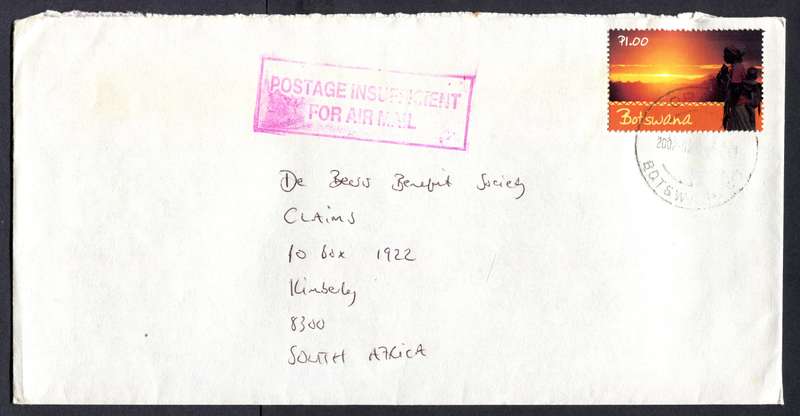 P1.00
Botswana
POSTAGE INSUFFICIENT
FOR AIR MAIL
De Beers Benefit Society
CLAIMS
PO Box 1922
Kimberley
8300
SOUTH AFRICA